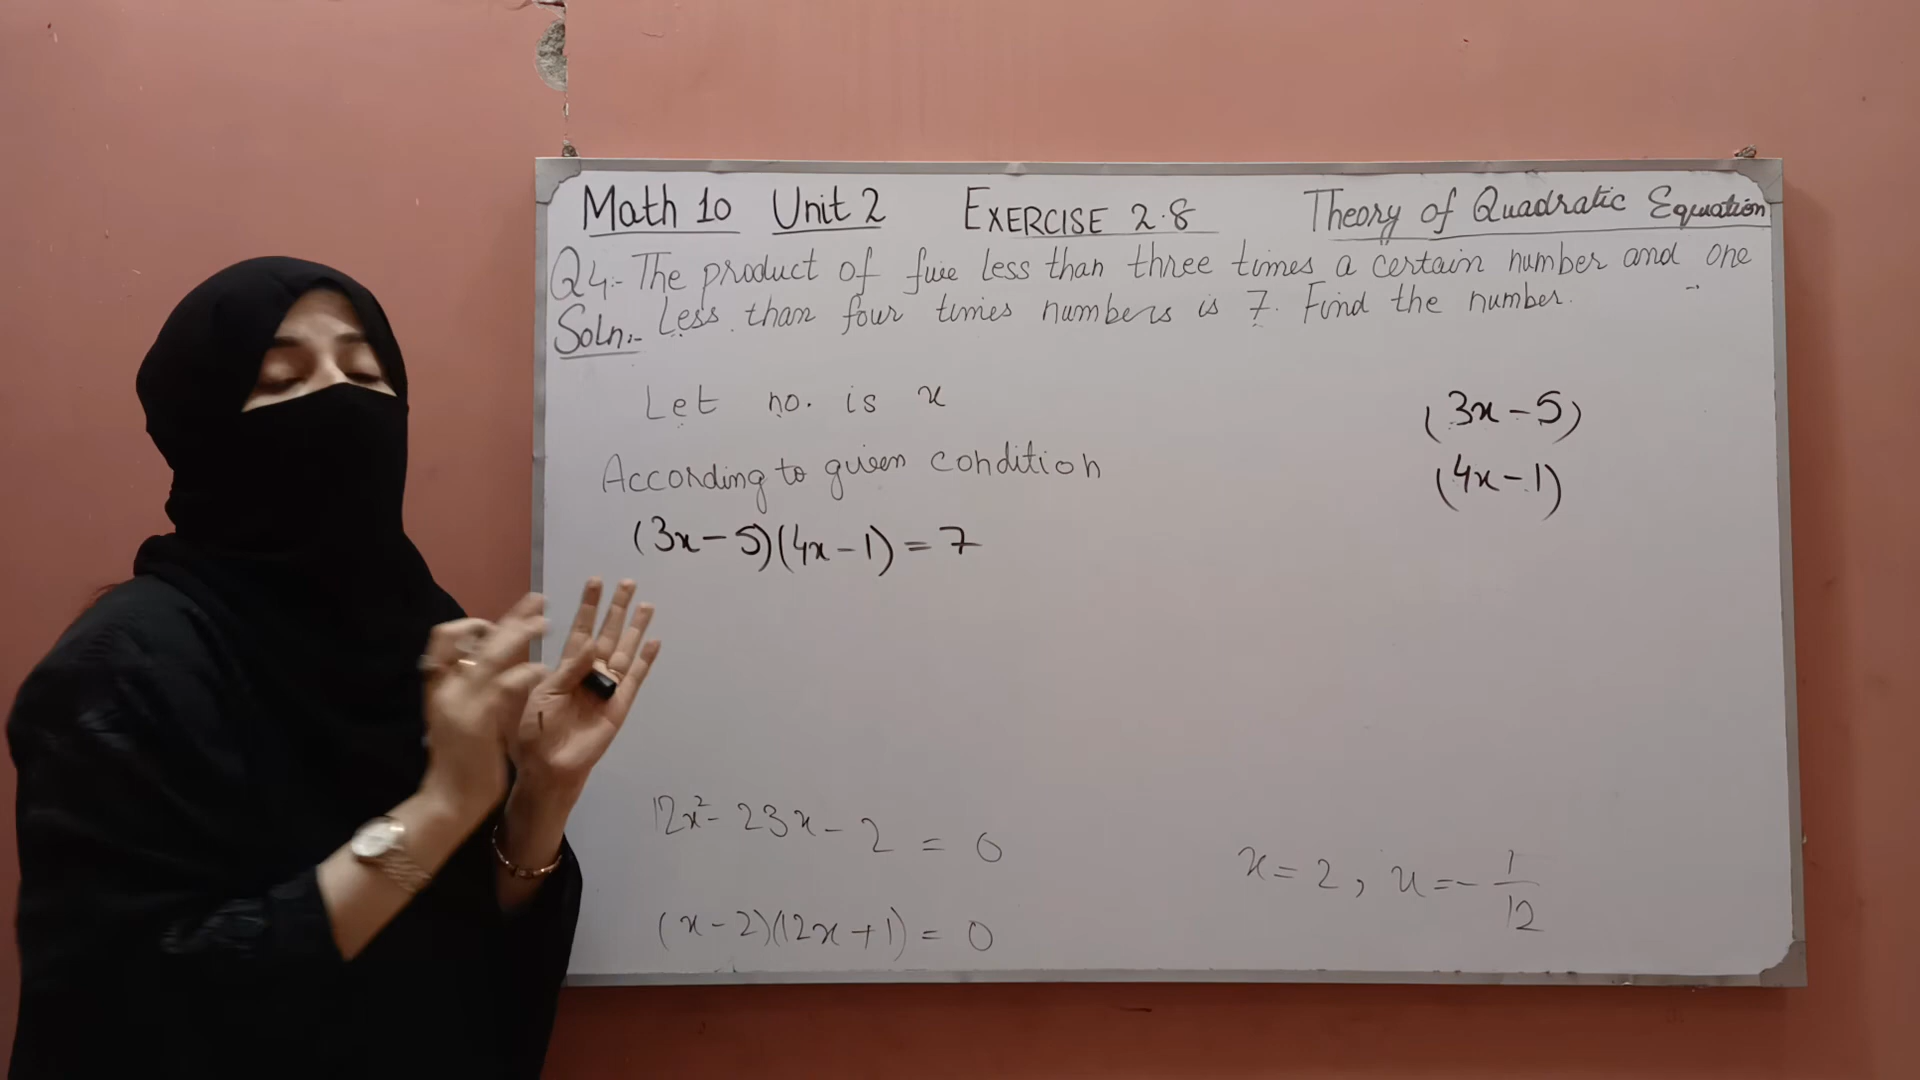 Math 10 Unit 2 EXERCISE 2.8 Theory of Quadratic Equation
Q4:- The product of five less than three times a certain number and one
Soln:- Less than four times numbers is 7. Find the number.
Let no. is x
(3x-5)
According to given condition
(4x-1)
(3x-5)(4x-1)=7
12x²-23x-2=0
x=2, x=-1/12
(x-2)(12x+1)=0